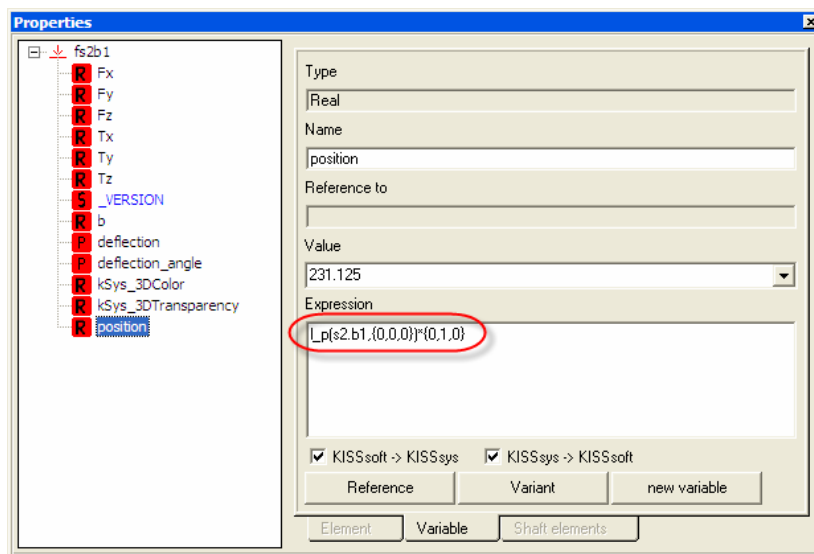 Properties
fs2b1
R Fx
R Fy
R Fz
R Tx
R Ty
R Tz
S _VERSION
R b
P deflection
P deflection_angle
R kSys_3DColor
R kSys_3DTransparency
R position
Type
Real
Name
position
Reference to
Value
231.125
Expression
l_p(s2.b1,{0,0,0})*{0,1,0}
KISSsoft -> KISSsys KISSsys -> KISSsoft
Reference Variant new variable
Element Variable Shaft elements